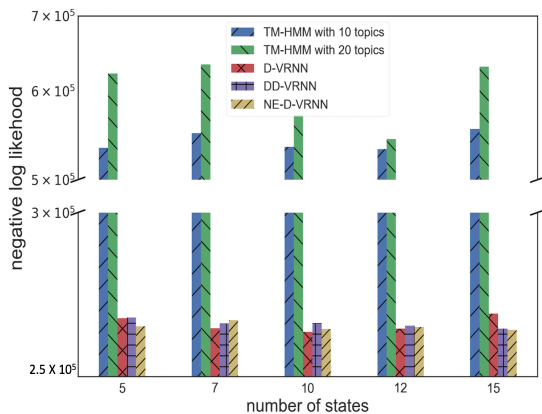 7 × 10⁵
6 × 10⁵
5 × 10⁵
3 × 10⁵
2.5 X 10⁵
negative log likehood
TM-HMM with 10 topics
TM-HMM with 20 topics
D-VRNN
DD-VRNN
NE-D-VRNN
5 7 10 12 15
number of states